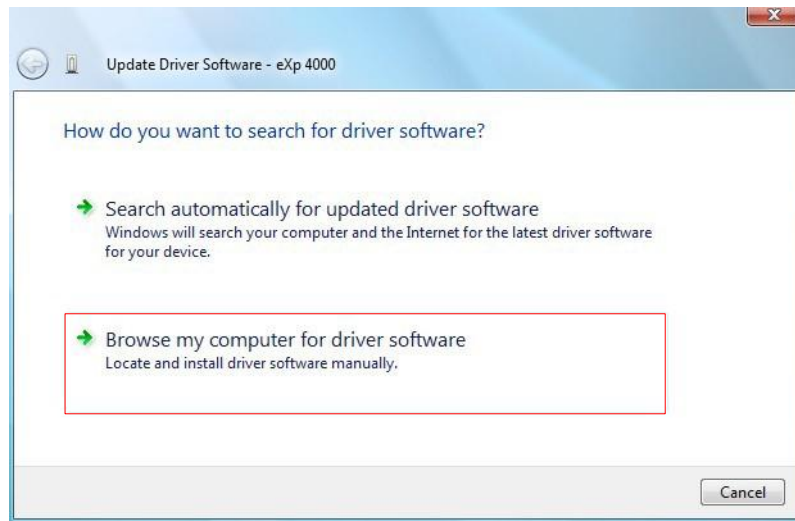 Update Driver Software - eXp 4000
How do you want to search for driver software?
Search automatically for updated driver software
Windows will search your computer and the Internet for the latest driver software
for your device.
Browse my computer for driver software
Locate and install driver software manually.
Cancel